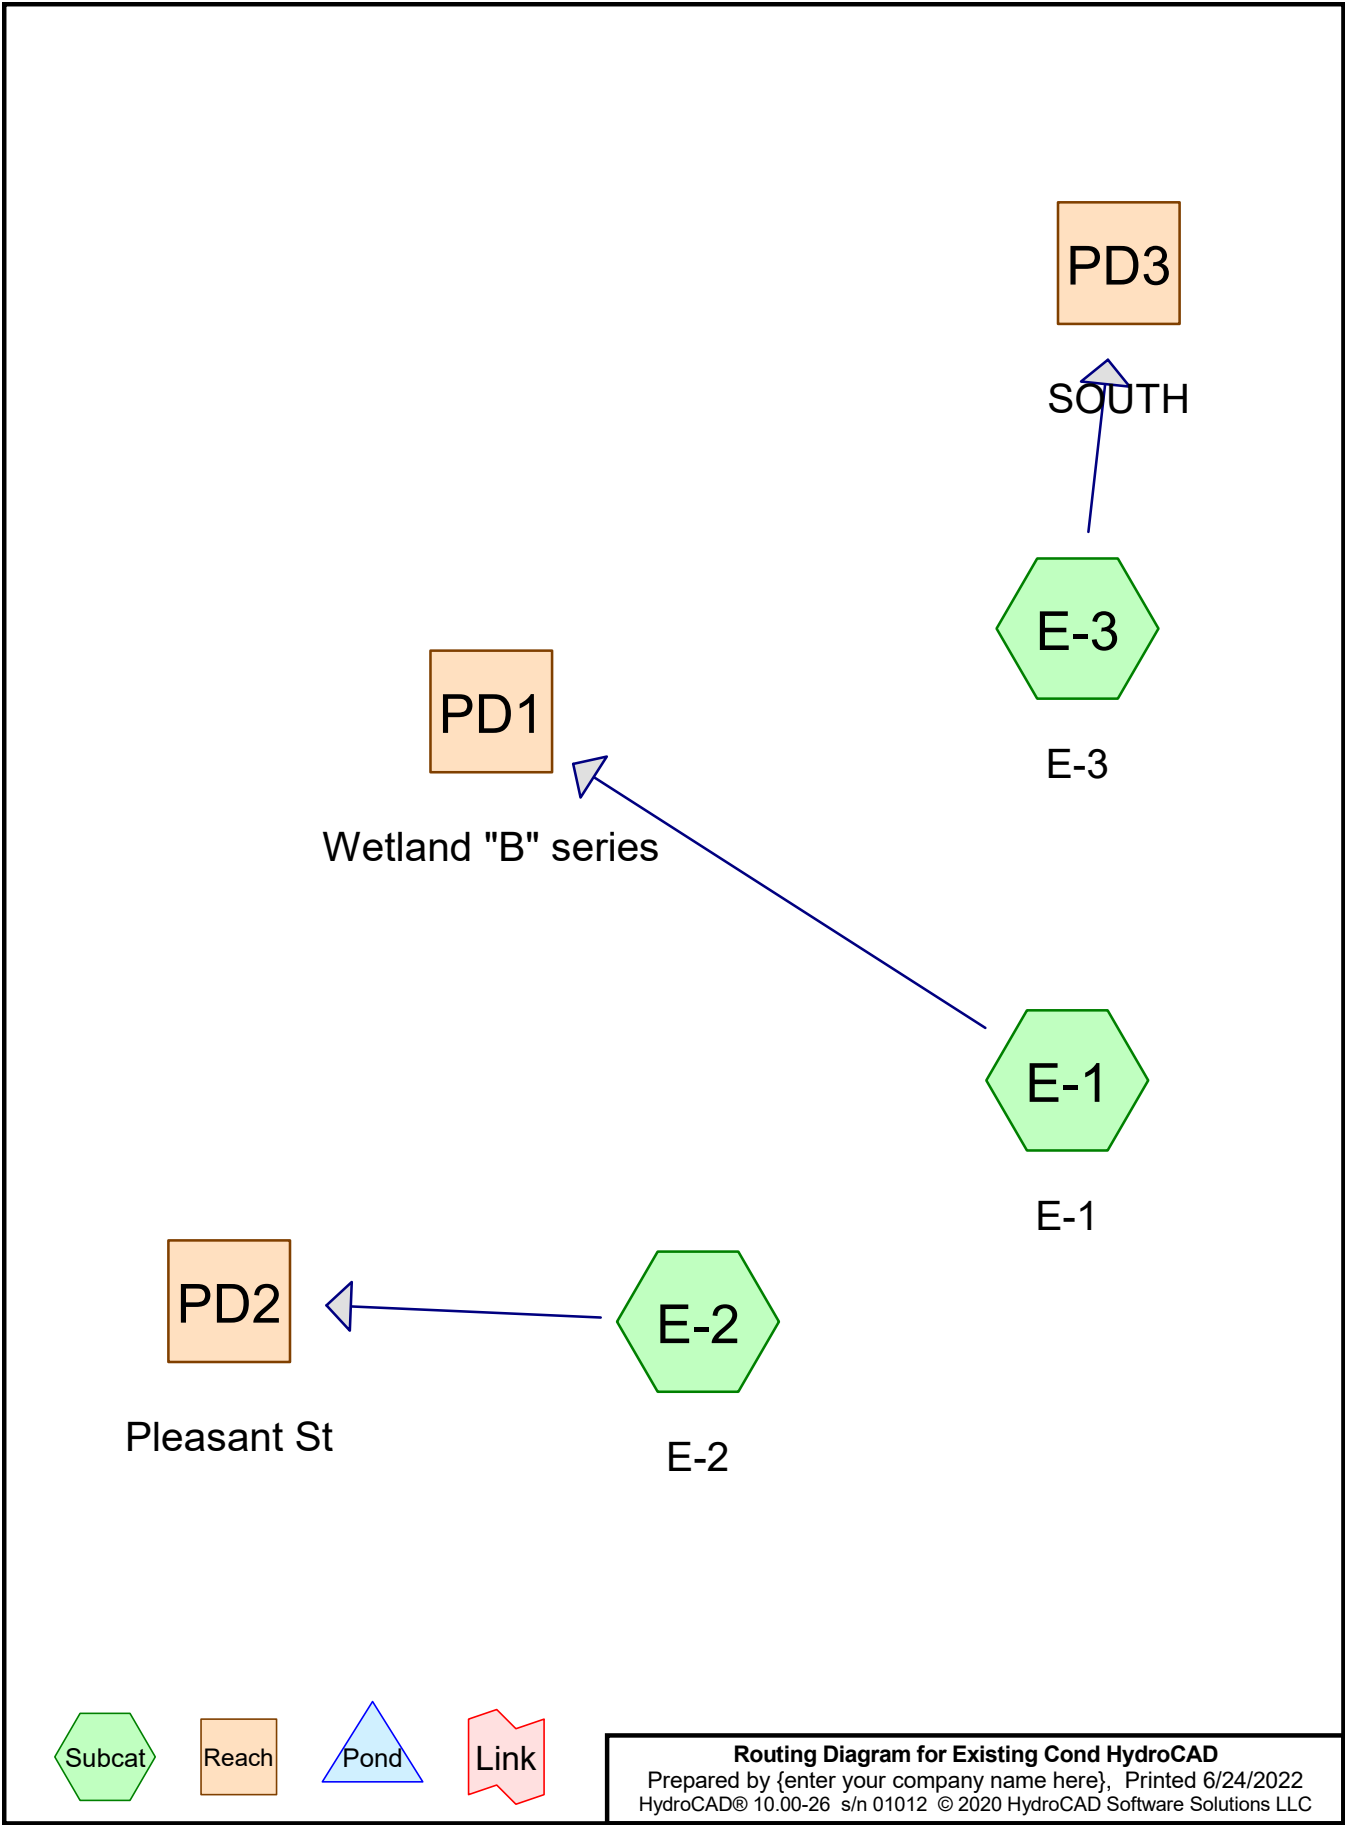 PD3
SOUTH
E-3
E-3
PD1
Wetland "B" series
E-1
E-1
PD2
Pleasant St
E-2
E-2
Subcat
Reach
Pond
Link
Routing Diagram for Existing Cond HydroCAD
Prepared by {enter your company name here}, Printed 6/24/2022
HydroCAD® 10.00-26 s/n 01012 © 2020 HydroCAD Software Solutions LLC